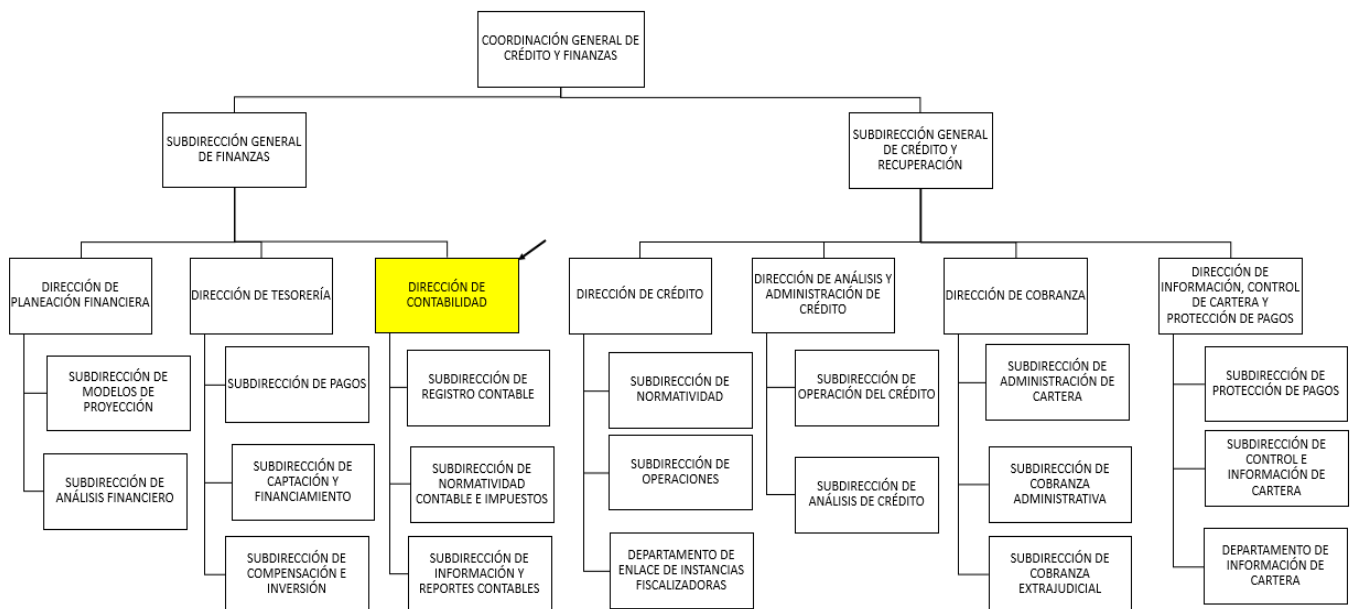 COORDINACIÓN GENERAL DE
CRÉDITO Y FINANZAS
SUBDIRECCIÓN GENERAL
DE FINANZAS
SUBDIRECCIÓN GENERAL
DE CRÉDITO Y
RECUPERACIÓN
DIRECCIÓN DE
PLANEACIÓN FINANCIERA
DIRECCIÓN DE TESORERÍA
DIRECCIÓN DE
CONTABILIDAD
DIRECCIÓN DE CRÉDITO
DIRECCIÓN DE ANÁLISIS Y
ADMINISTRACIÓN DE
CRÉDITO
DIRECCIÓN DE COBRANZA
DIRECCIÓN DE
INFORMACIÓN, CONTROL
DE CARTERA Y
PROTECCIÓN DE PAGOS
SUBDIRECCIÓN DE
MODELOS DE
PROYECCIÓN
SUBDIRECCIÓN DE PAGOS
SUBDIRECCIÓN DE
REGISTRO CONTABLE
SUBDIRECCIÓN DE
NORMATIVIDAD
SUBDIRECCIÓN DE
OPERACIÓN DEL CRÉDITO
SUBDIRECCIÓN DE
ADMINISTRACIÓN DE
CARTERA
SUBDIRECCIÓN DE
PROTECCIÓN DE PAGOS
SUBDIRECCIÓN DE
ANÁLISIS FINANCIERO
SUBDIRECCIÓN DE
CAPTACIÓN Y
FINANCIAMIENTO
SUBDIRECCIÓN DE
NORMATIVIDAD
CONTABLE E IMPUESTOS
SUBDIRECCIÓN DE
OPERACIONES
SUBDIRECCIÓN DE
ANÁLISIS DE CRÉDITO
SUBDIRECCIÓN DE
COBRANZA
ADMINISTRATIVA
SUBDIRECCIÓN DE
CONTROL E
INFORMACIÓN DE
CARTERA
SUBDIRECCIÓN DE
COMPENSACIÓN E
INVERSIÓN
SUBDIRECCIÓN DE
INFORMACIÓN Y
REPORTES CONTABLES
DEPARTAMENTO DE
ENLACE DE INSTANCIAS
FISCALIZADORAS
SUBDIRECCIÓN DE
COBRANZA
EXTRAJUDICIAL
DEPARTAMENTO DE
INFORMACIÓN DE
CARTERA